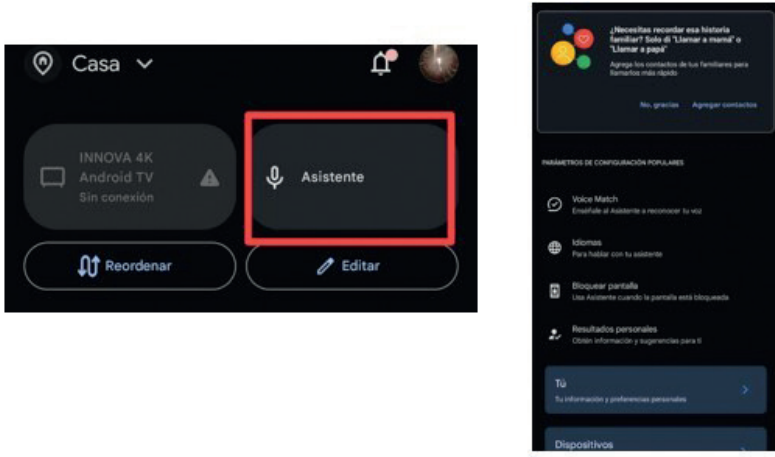 Casa
INNOVA 4K
Android TV
Sin conexión
Asistente
Reordenar
Editar
¿Necesitas recordar esa historia
familiar? Solo di "Llamar a mamá" o
"Llamar a papá"
Agrega los contactos de tus familiares para
llamarlos más rápido
No, gracias Agregar contactos
PARÁMETROS DE CONFIGURACIÓN POPULARES
Voice Match
Enséñale al Asistente a reconocer tu voz
Idiomas
Para hablar con tu asistente
Bloquear pantalla
Usa Asistente cuando la pantalla está bloqueada
Resultados personales
Obtén información y sugerencias para ti
Tú
Tu información y preferencias personales
Dispositivos